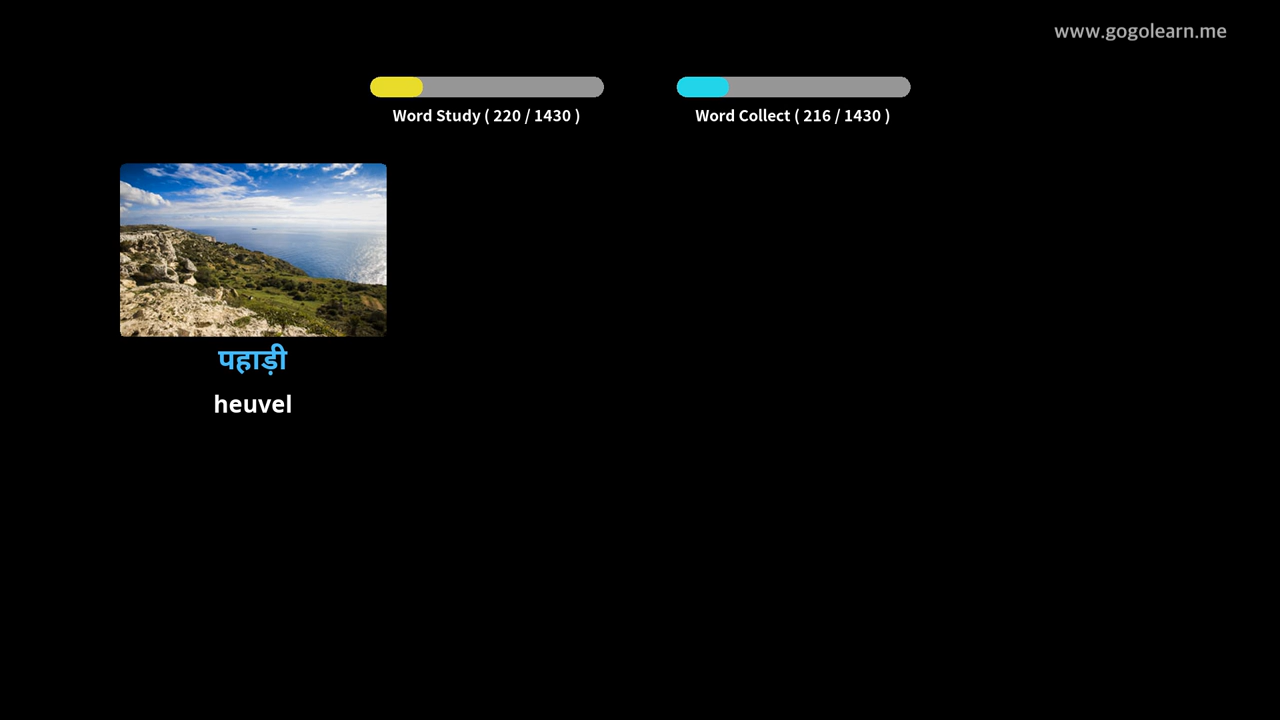 www.gogolearn.me
Word Study ( 220 / 1430 )
Word Collect ( 216 / 1430 )
पहाड़ी
heuvel